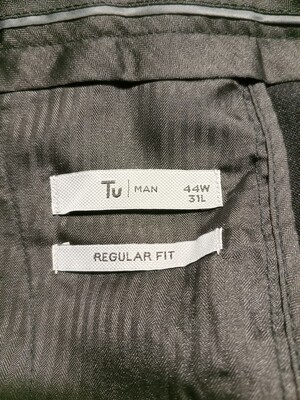 Tu MAN 44W
31L
REGULAR FIT